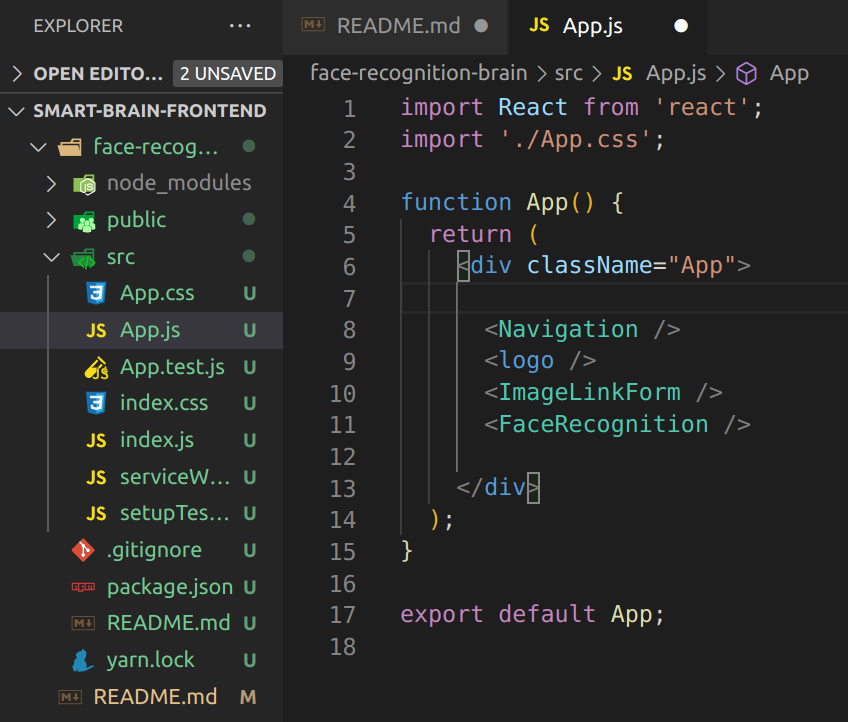 EXPLORER ...
OPEN EDITO... 2 UNSAVED
SMART-BRAIN-FRONTEND
face-recog...
node_modules
public
src
App.css U
JS App.js U
App.test.js U
index.css U
JS index.js U
JS serviceW... U
JS setupTes... U
.gitignore U
package.json U
README.md U
yarn.lock U
README.md M
README.md
JS App.js
face-recognition-brain > src > JS App.js > App
1 import React from 'react';
2 import './App.css';
3
4 function App() {
5 return (
6 <div className="App">
7
8 <Navigation />
9 <logo />
10 <ImageLinkForm />
11 <FaceRecognition />
12
13 </div>
14 );
15 }
16
17 export default App;
18